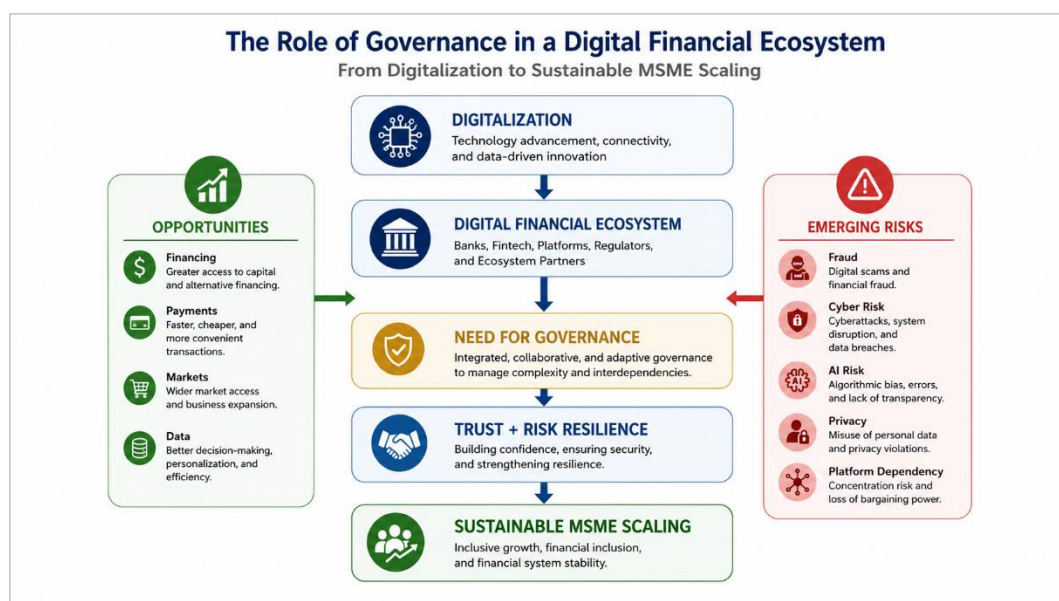 The Role of Governance in a Digital Financial Ecosystem
From Digitalization to Sustainable MSME Scaling
DIGITALIZATION
Technology advancement, connectivity,
and data-driven innovation
DIGITAL FINANCIAL ECOSYSTEM
Banks, Fintech, Platforms, Regulators,
and Ecosystem Partners
NEED FOR GOVERNANCE
Integrated, collaborative, and adaptive governance
to manage complexity and interdependencies.
TRUST + RISK RESILIENCE
Building confidence, ensuring security,
and strengthening resilience.
SUSTAINABLE MSME SCALING
Inclusive growth, financial inclusion,
and financial system stability.
OPPORTUNITIES
$
Financing
Greater access to capital
and alternative financing.
Payments
Faster, cheaper, and
more convenient
transactions.
Markets
Wider market access
and business expansion.
Data
Better decision-making,
personalization, and
efficiency.
EMERGING RISKS
Fraud
Digital scams and
financial fraud.
Cyber Risk
Cyberattacks, system
disruption, and
data breaches.
AI
AI Risk
Algorithmic bias, errors,
and lack of transparency.
Privacy
Misuse of personal data
and privacy violations.
Platform Dependency
Concentration risk and
loss of bargaining power.